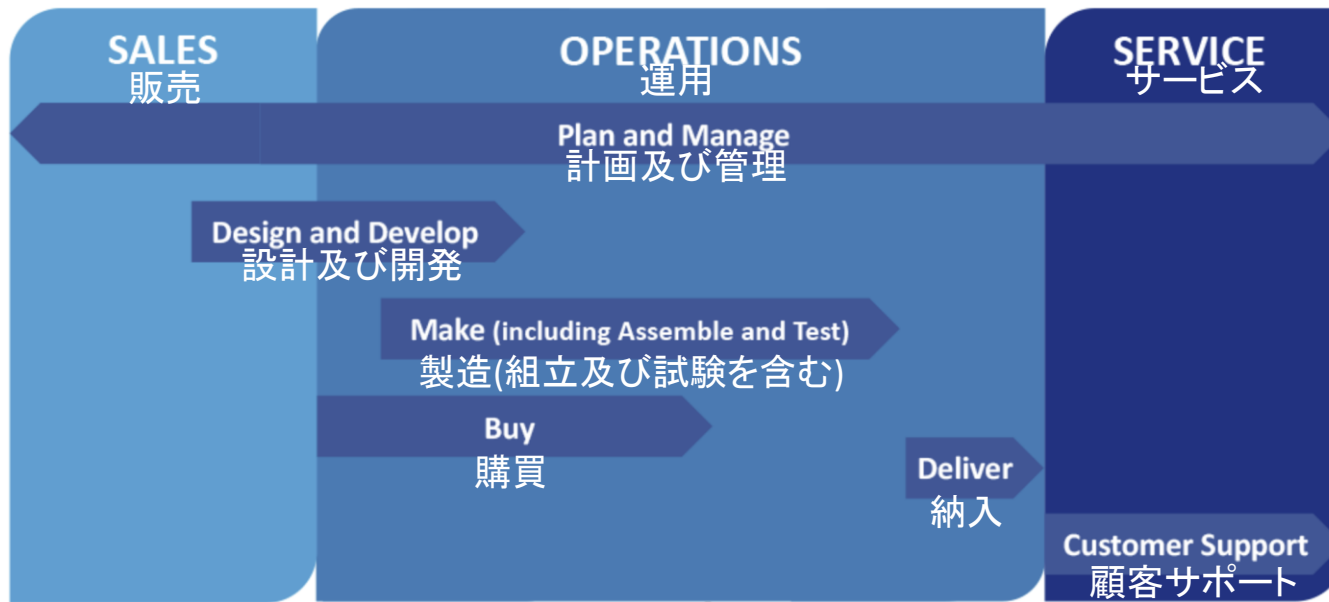 SALES
販売
OPERATIONS
運用
SERVICE
サービス
Plan and Manage
計画及び管理
Design and Develop
設計及び開発
Make (including Assemble and Test)
製造(組立及び試験を含む)
Buy
購買
Deliver
納入
Customer Support
顧客サポート